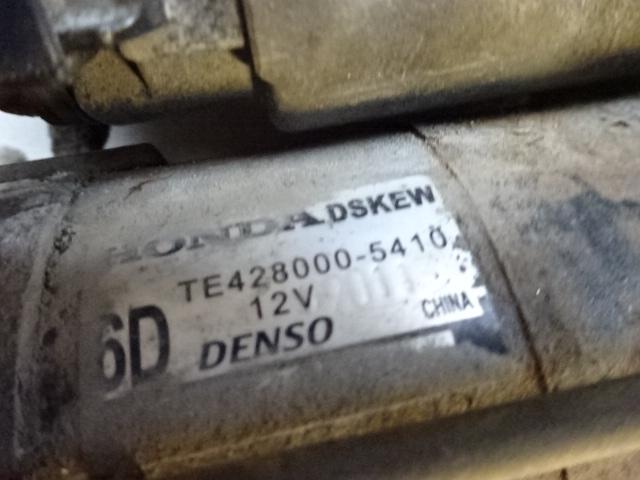 HONDA DSKEW
TE428000-5410
12V
CHINA
6D DENSO